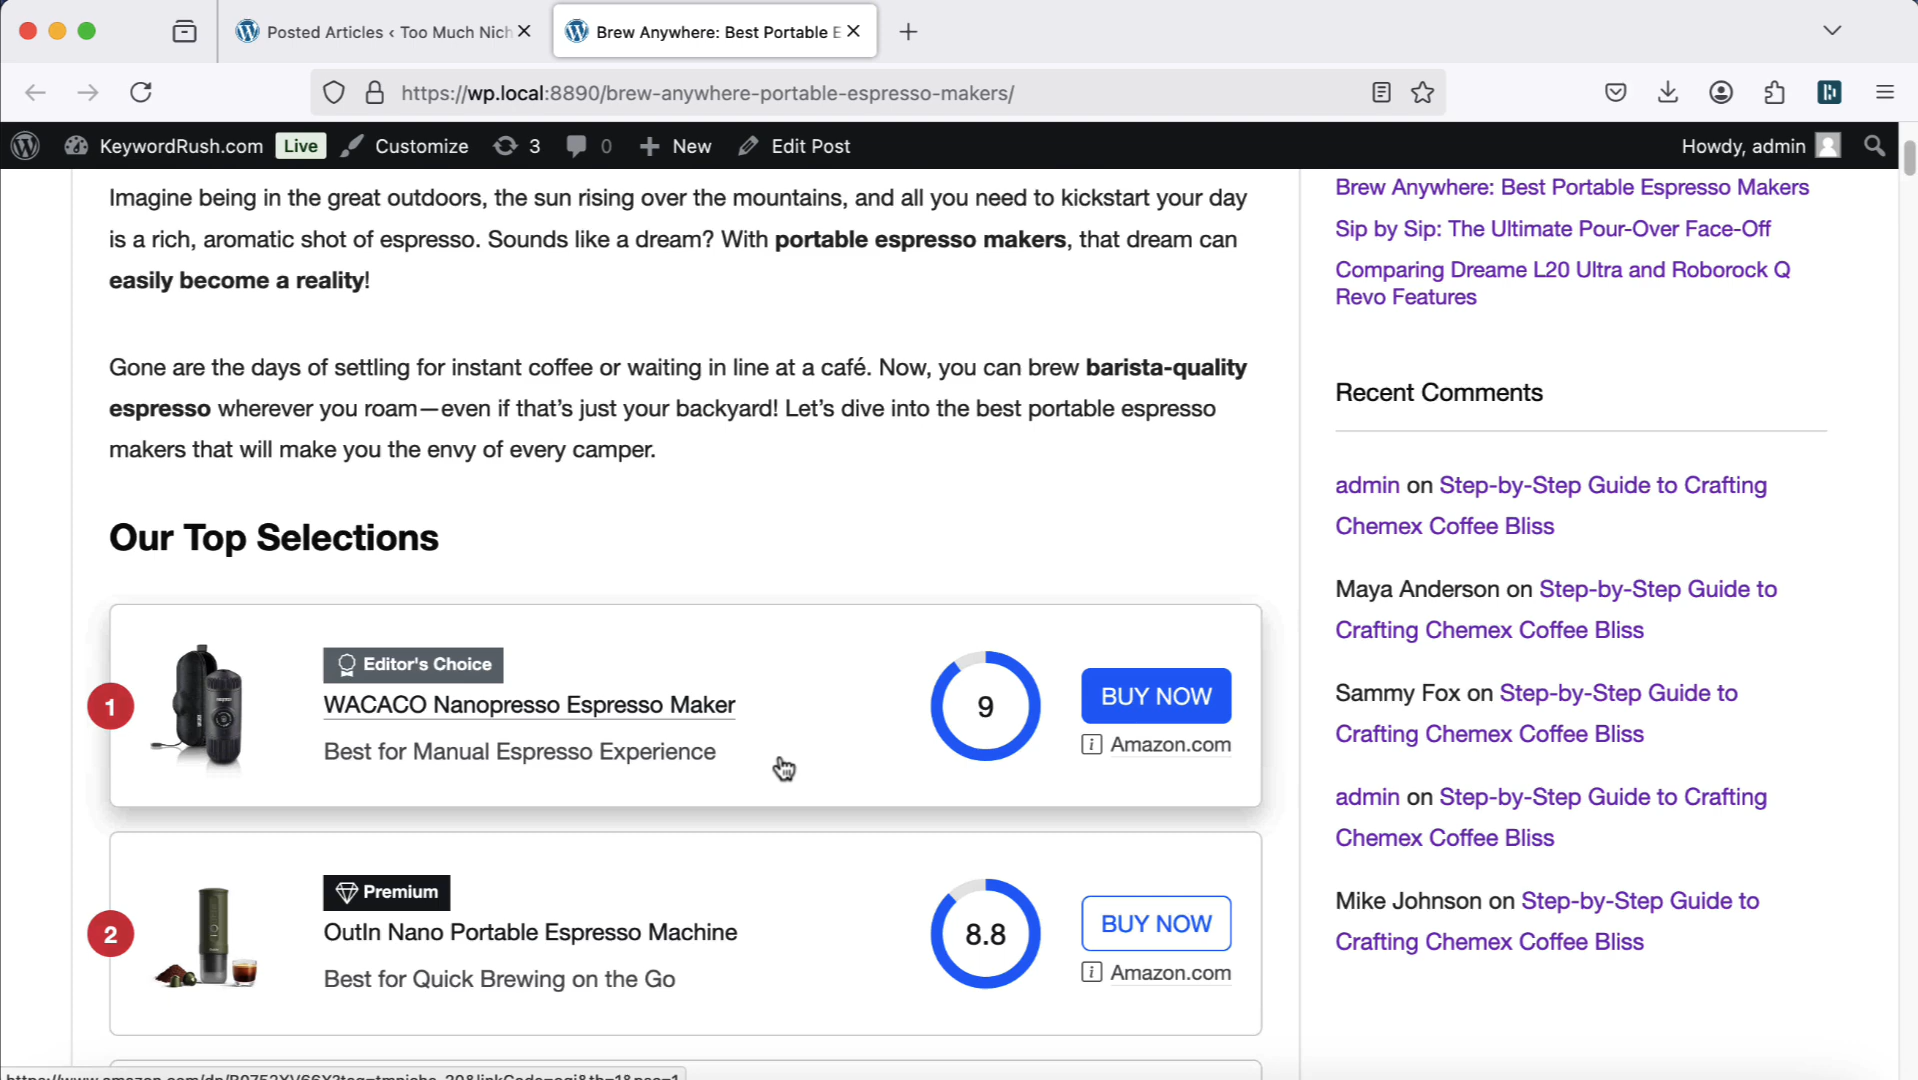 Posted Articles ‹ Too Much Nich
Brew Anywhere: Best Portable E
https://wp.local:8890/brew-anywhere-portable-espresso-makers/
KeywordRush.com Live Customize 3 0 New Edit Post Howdy, admin
Imagine being in the great outdoors, the sun rising over the mountains, and all you need to kickstart your day
is a rich, aromatic shot of espresso. Sounds like a dream? With portable espresso makers, that dream can
easily become a reality!
Gone are the days of settling for instant coffee or waiting in line at a café. Now, you can brew barista-quality
espresso wherever you roam—even if that’s just your backyard! Let’s dive into the best portable espresso
makers that will make you the envy of every camper.
Our Top Selections
1
Editor's Choice
WACACO Nanopresso Espresso Maker
Best for Manual Espresso Experience
9
BUY NOW
Amazon.com
2
Premium
OutIn Nano Portable Espresso Machine
Best for Quick Brewing on the Go
8.8
BUY NOW
Amazon.com
Brew Anywhere: Best Portable Espresso Makers
Sip by Sip: The Ultimate Pour-Over Face-Off
Comparing Dreame L20 Ultra and Roborock Q
Revo Features
Recent Comments
admin on Step-by-Step Guide to Crafting
Chemex Coffee Bliss
Maya Anderson on Step-by-Step Guide to
Crafting Chemex Coffee Bliss
Sammy Fox on Step-by-Step Guide to
Crafting Chemex Coffee Bliss
admin on Step-by-Step Guide to Crafting
Chemex Coffee Bliss
Mike Johnson on Step-by-Step Guide to
Crafting Chemex Coffee Bliss